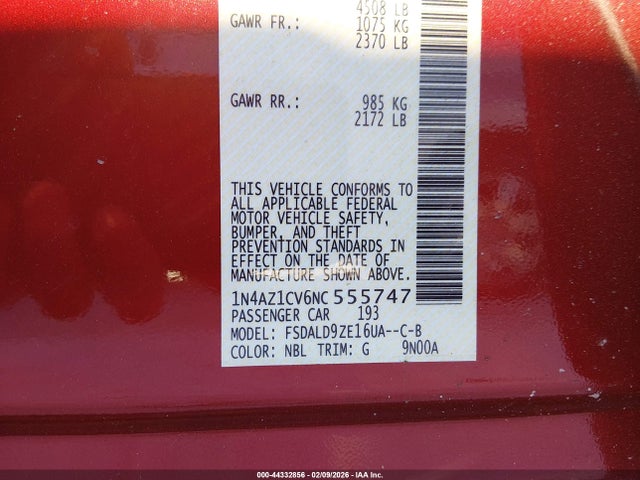 4508 LB
GAWR FR.: 1075 KG
2370 LB
GAWR RR.: 985 KG
2172 LB
THIS VEHICLE CONFORMS TO
ALL APPLICABLE FEDERAL
MOTOR VEHICLE SAFETY,
BUMPER, AND THEFT
PREVENTION STANDARDS IN
EFFECT ON THE DATE OF
MANUFACTURE SHOWN ABOVE.
1N4AZ1CV6NC555747
PASSENGER CAR 193
MODEL: FSDALD9ZE16UA--C-B
COLOR: NBL TRIM: G 9N00A
000-44332856 - 02/09/2026 - IAA Inc.